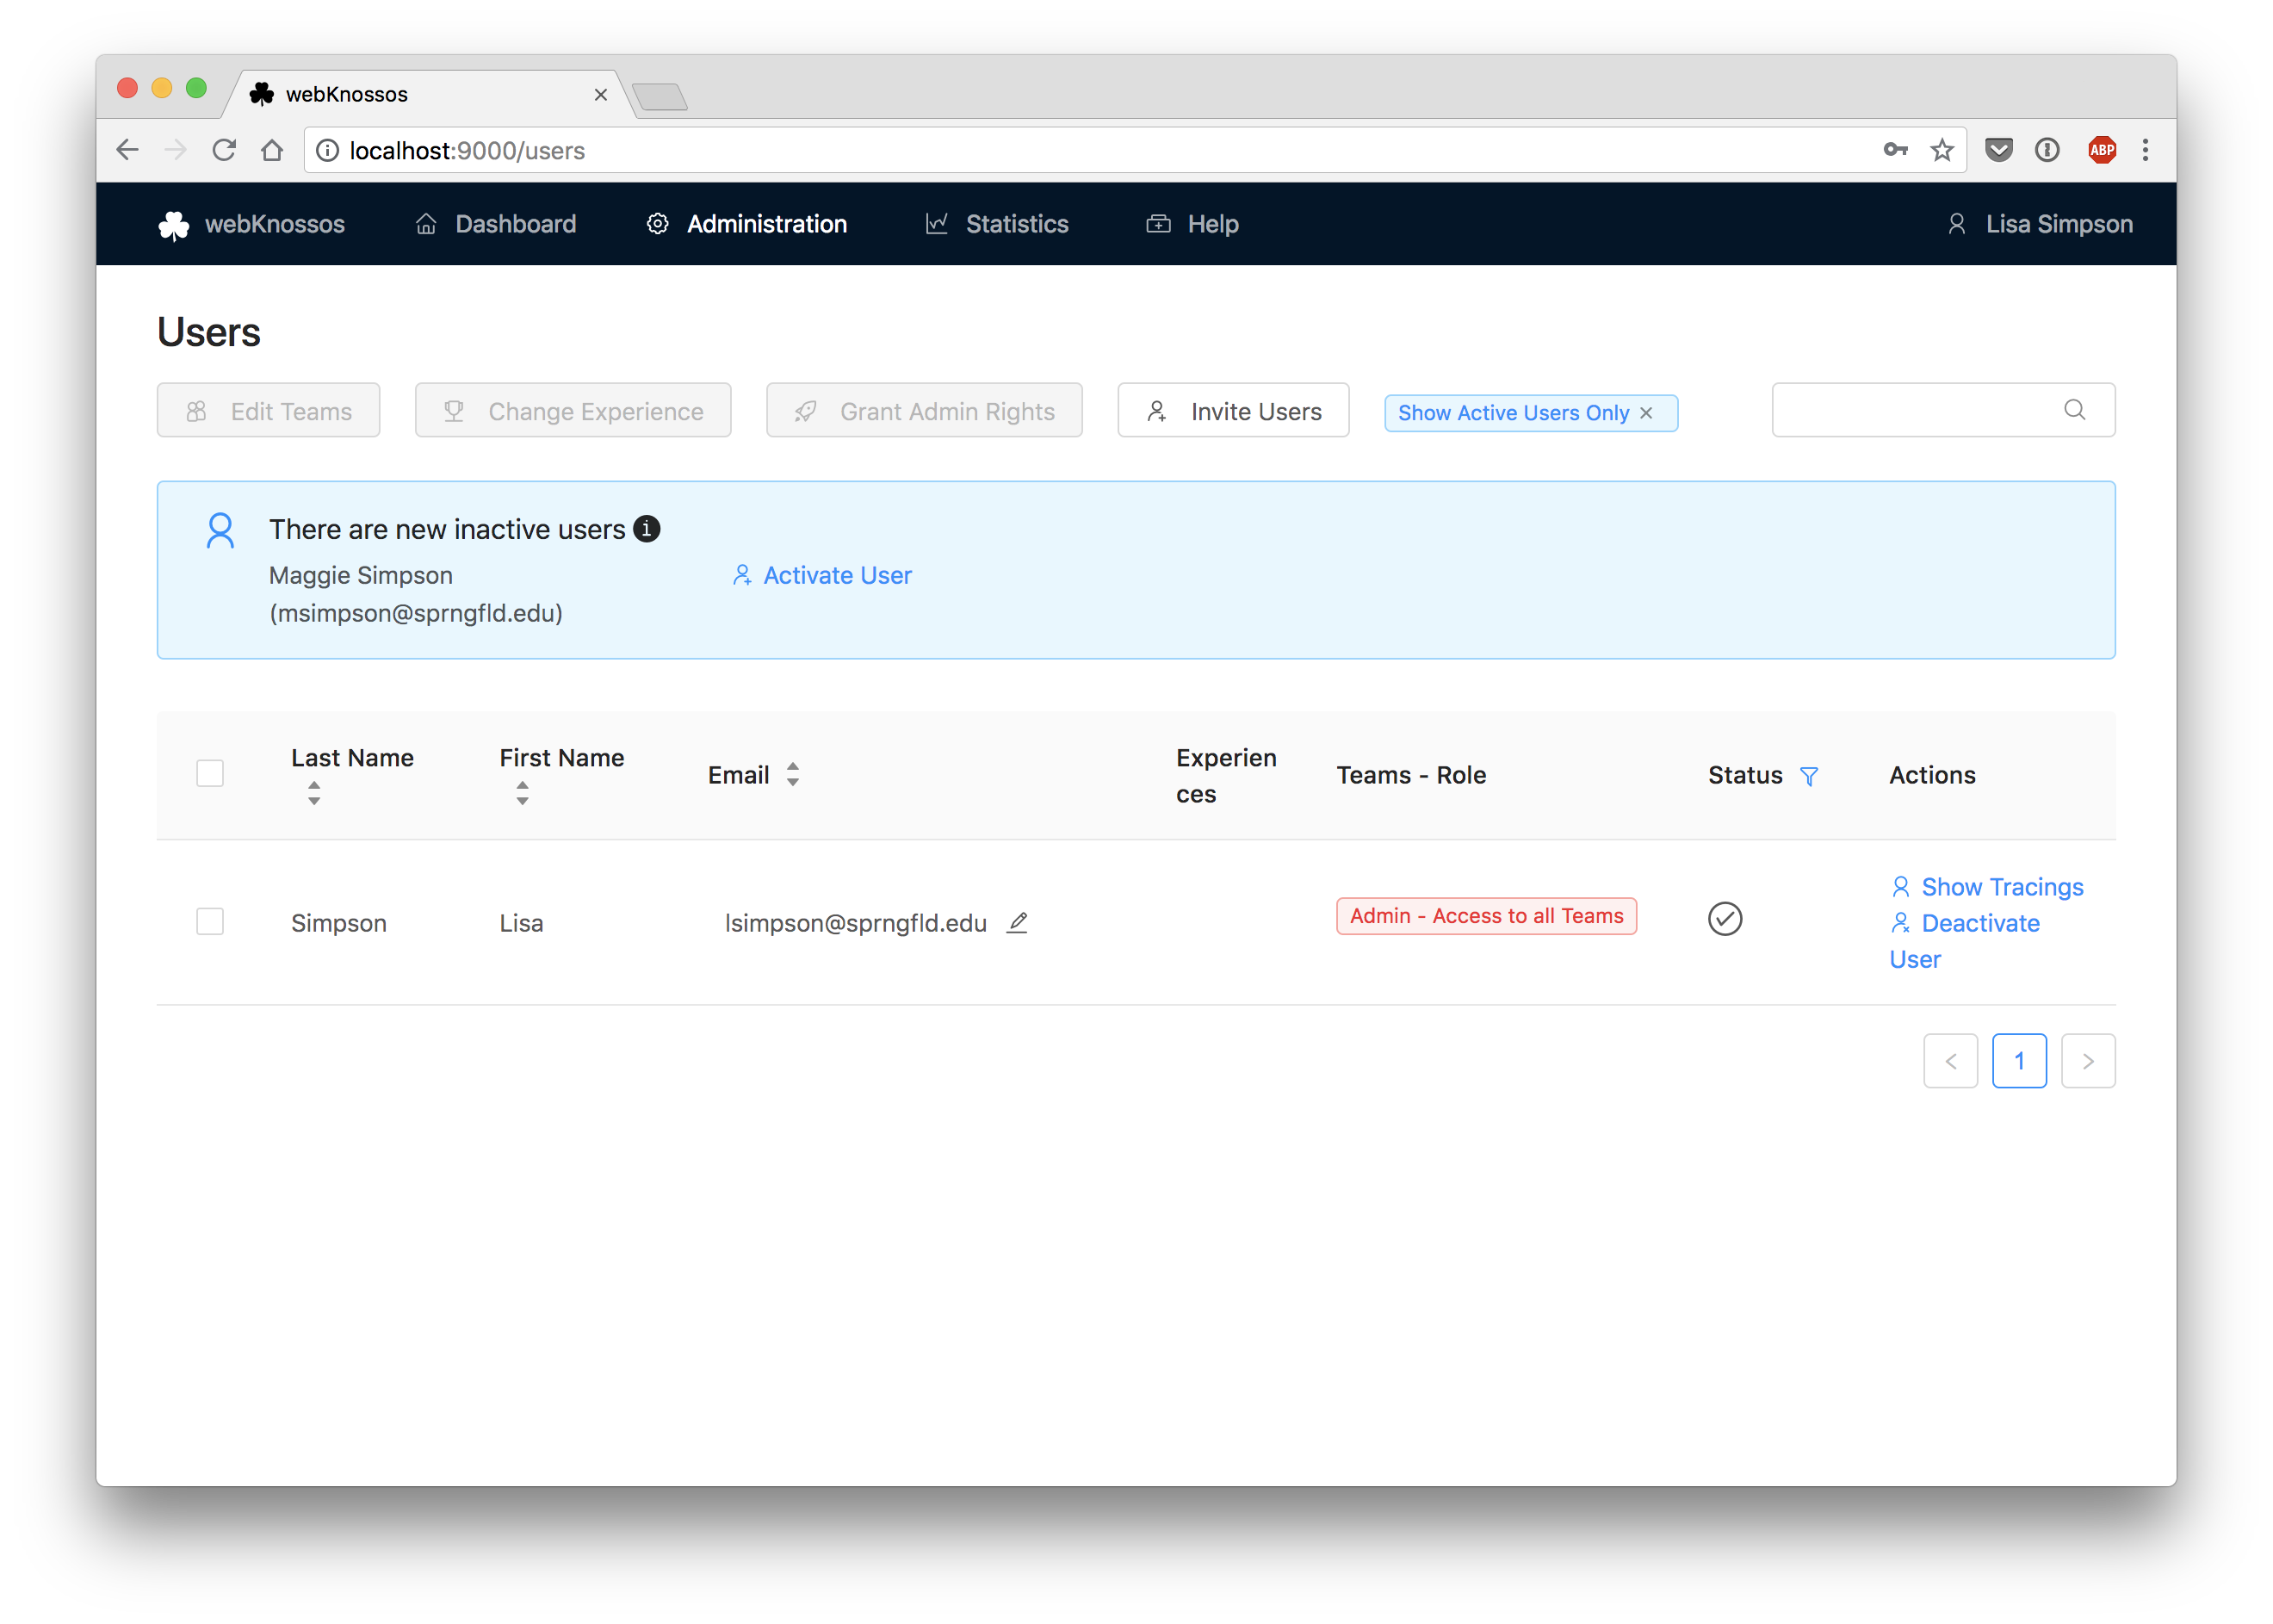 webKnossos
localhost:9000/users
ABP
webKnossos Dashboard Administration Statistics Help Lisa Simpson
Users
Edit Teams Change Experience Grant Admin Rights Invite Users Show Active Users Only
There are new inactive users
Maggie Simpson Activate User
(msimpson@sprngfld.edu)
Last Name First Name Email Experien Teams - Role Status Actions
ces
Show Tracings
Simpson Lisa lsimpson@sprngfld.edu Admin - Access to all Teams Deactivate
User
< 1 >